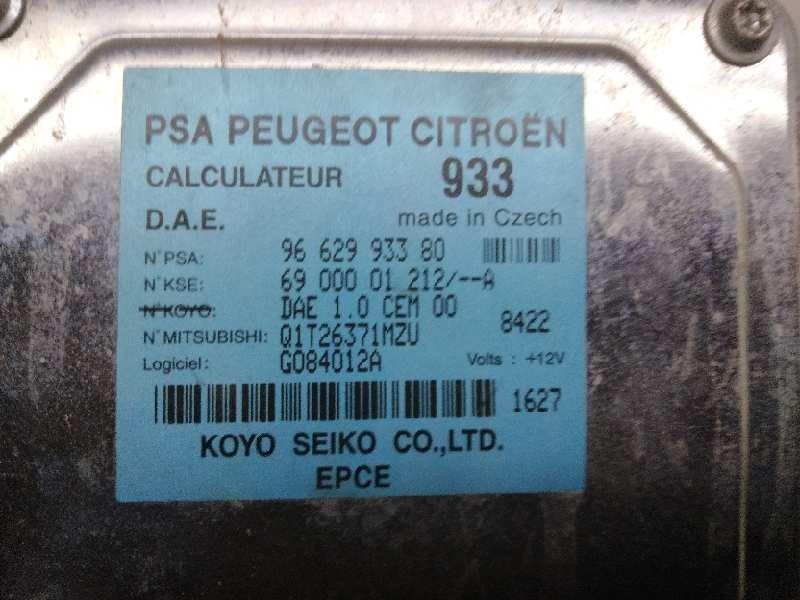 PSA PEUGEOT CITROËN
CALCULATEUR 933
D.A.E. made in Czech
N°PSA: 96 629 933 80
N°KSE: 69 000 01 212/--A
N°KOYO: DAE 1.0 CEM 00
N°MITSUBISHI: Q1T26371MZU 8422
Logiciel: G084012A Volts : +12V
1627
KOYO SEIKO CO.,LTD.
EPCE